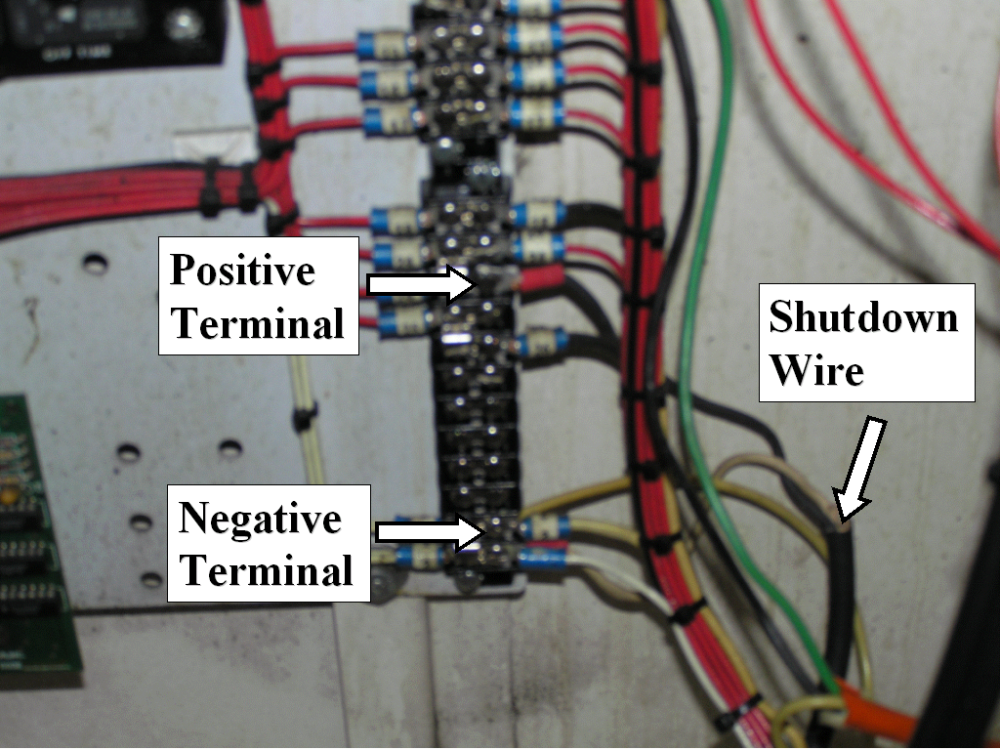 Positive
Terminal
Shutdown
Wire
Negative
Terminal